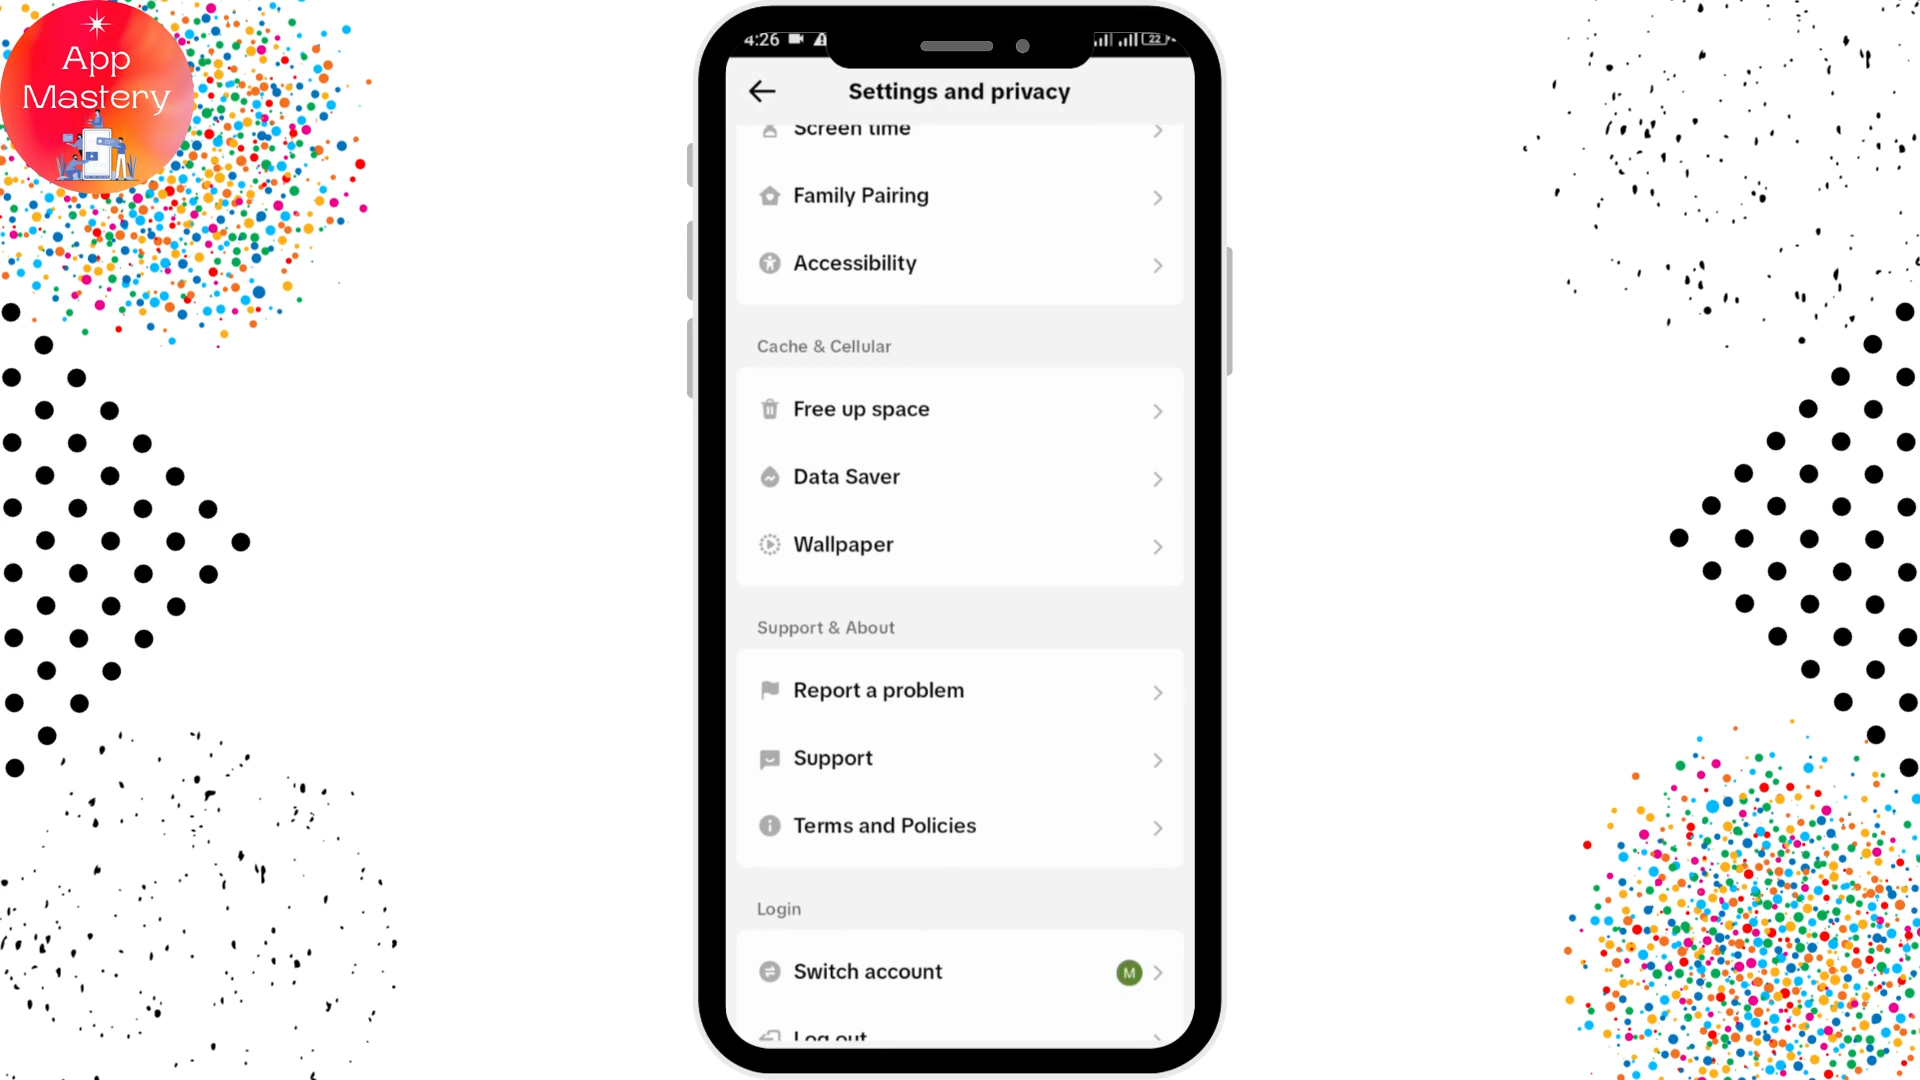 App
Mastery
4:26
22
Settings and privacy
Screen time
Family Pairing
Accessibility
Cache & Cellular
Free up space
Data Saver
Wallpaper
Support & About
Report a problem
Support
Terms and Policies
Login
Switch account
M
Log out